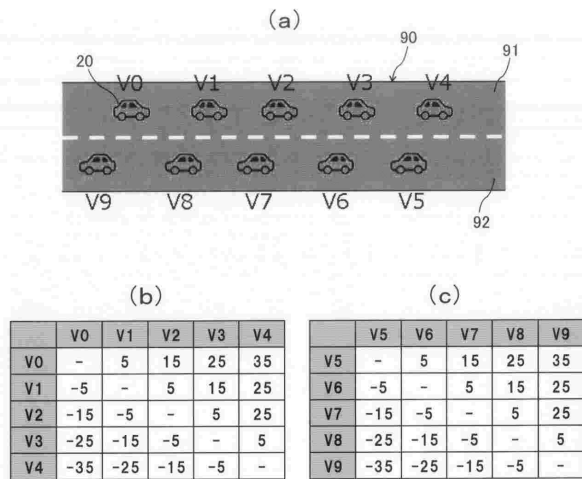 (a)
90
91
20
V0 V1 V2 V3 V4
V9 V8 V7 V6 V5
92
(b)
V0 V1 V2 V3 V4
V0 - 5 15 25 35
V1 -5 - 5 15 25
V2 -15 -5 - 5 25
V3 -25 -15 -5 - 5
V4 -35 -25 -15 -5 -
(c)
V5 V6 V7 V8 V9
V5 - 5 15 25 35
V6 -5 - 5 15 25
V7 -15 -5 - 5 25
V8 -25 -15 -5 - 5
V9 -35 -25 -15 -5 -